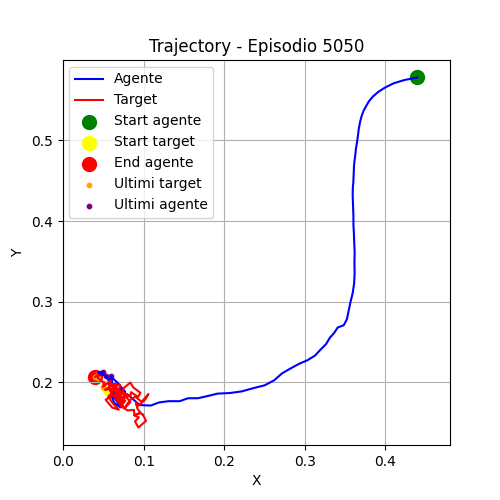 Trajectory - Episodio 5050
Agente
Target
Start agente
Start target
End agente
Ultimi target
Ultimi agente
Y
0.5
0.4
0.3
0.2
0.0 0.1 0.2 0.3 0.4
X